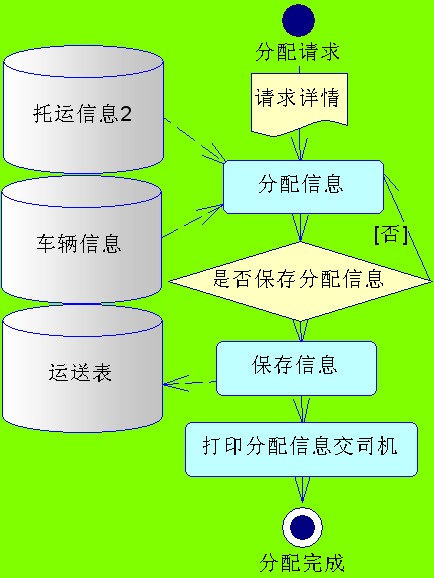 分配请求
请求详情
托运信息2
分配信息
车辆信息
[否]
是否保存分配信息
保存信息
运送表
打印分配信息交司机
分配完成